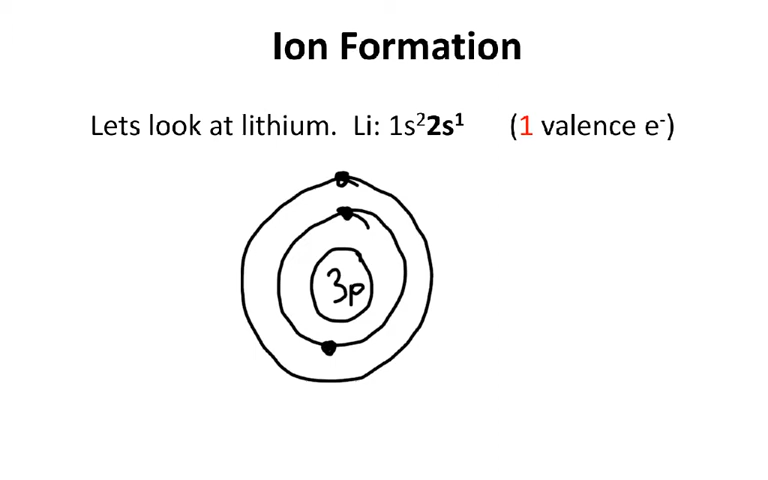 Ion Formation
Lets look at lithium. Li: 1s²2s¹ (1 valence e⁻)
3p